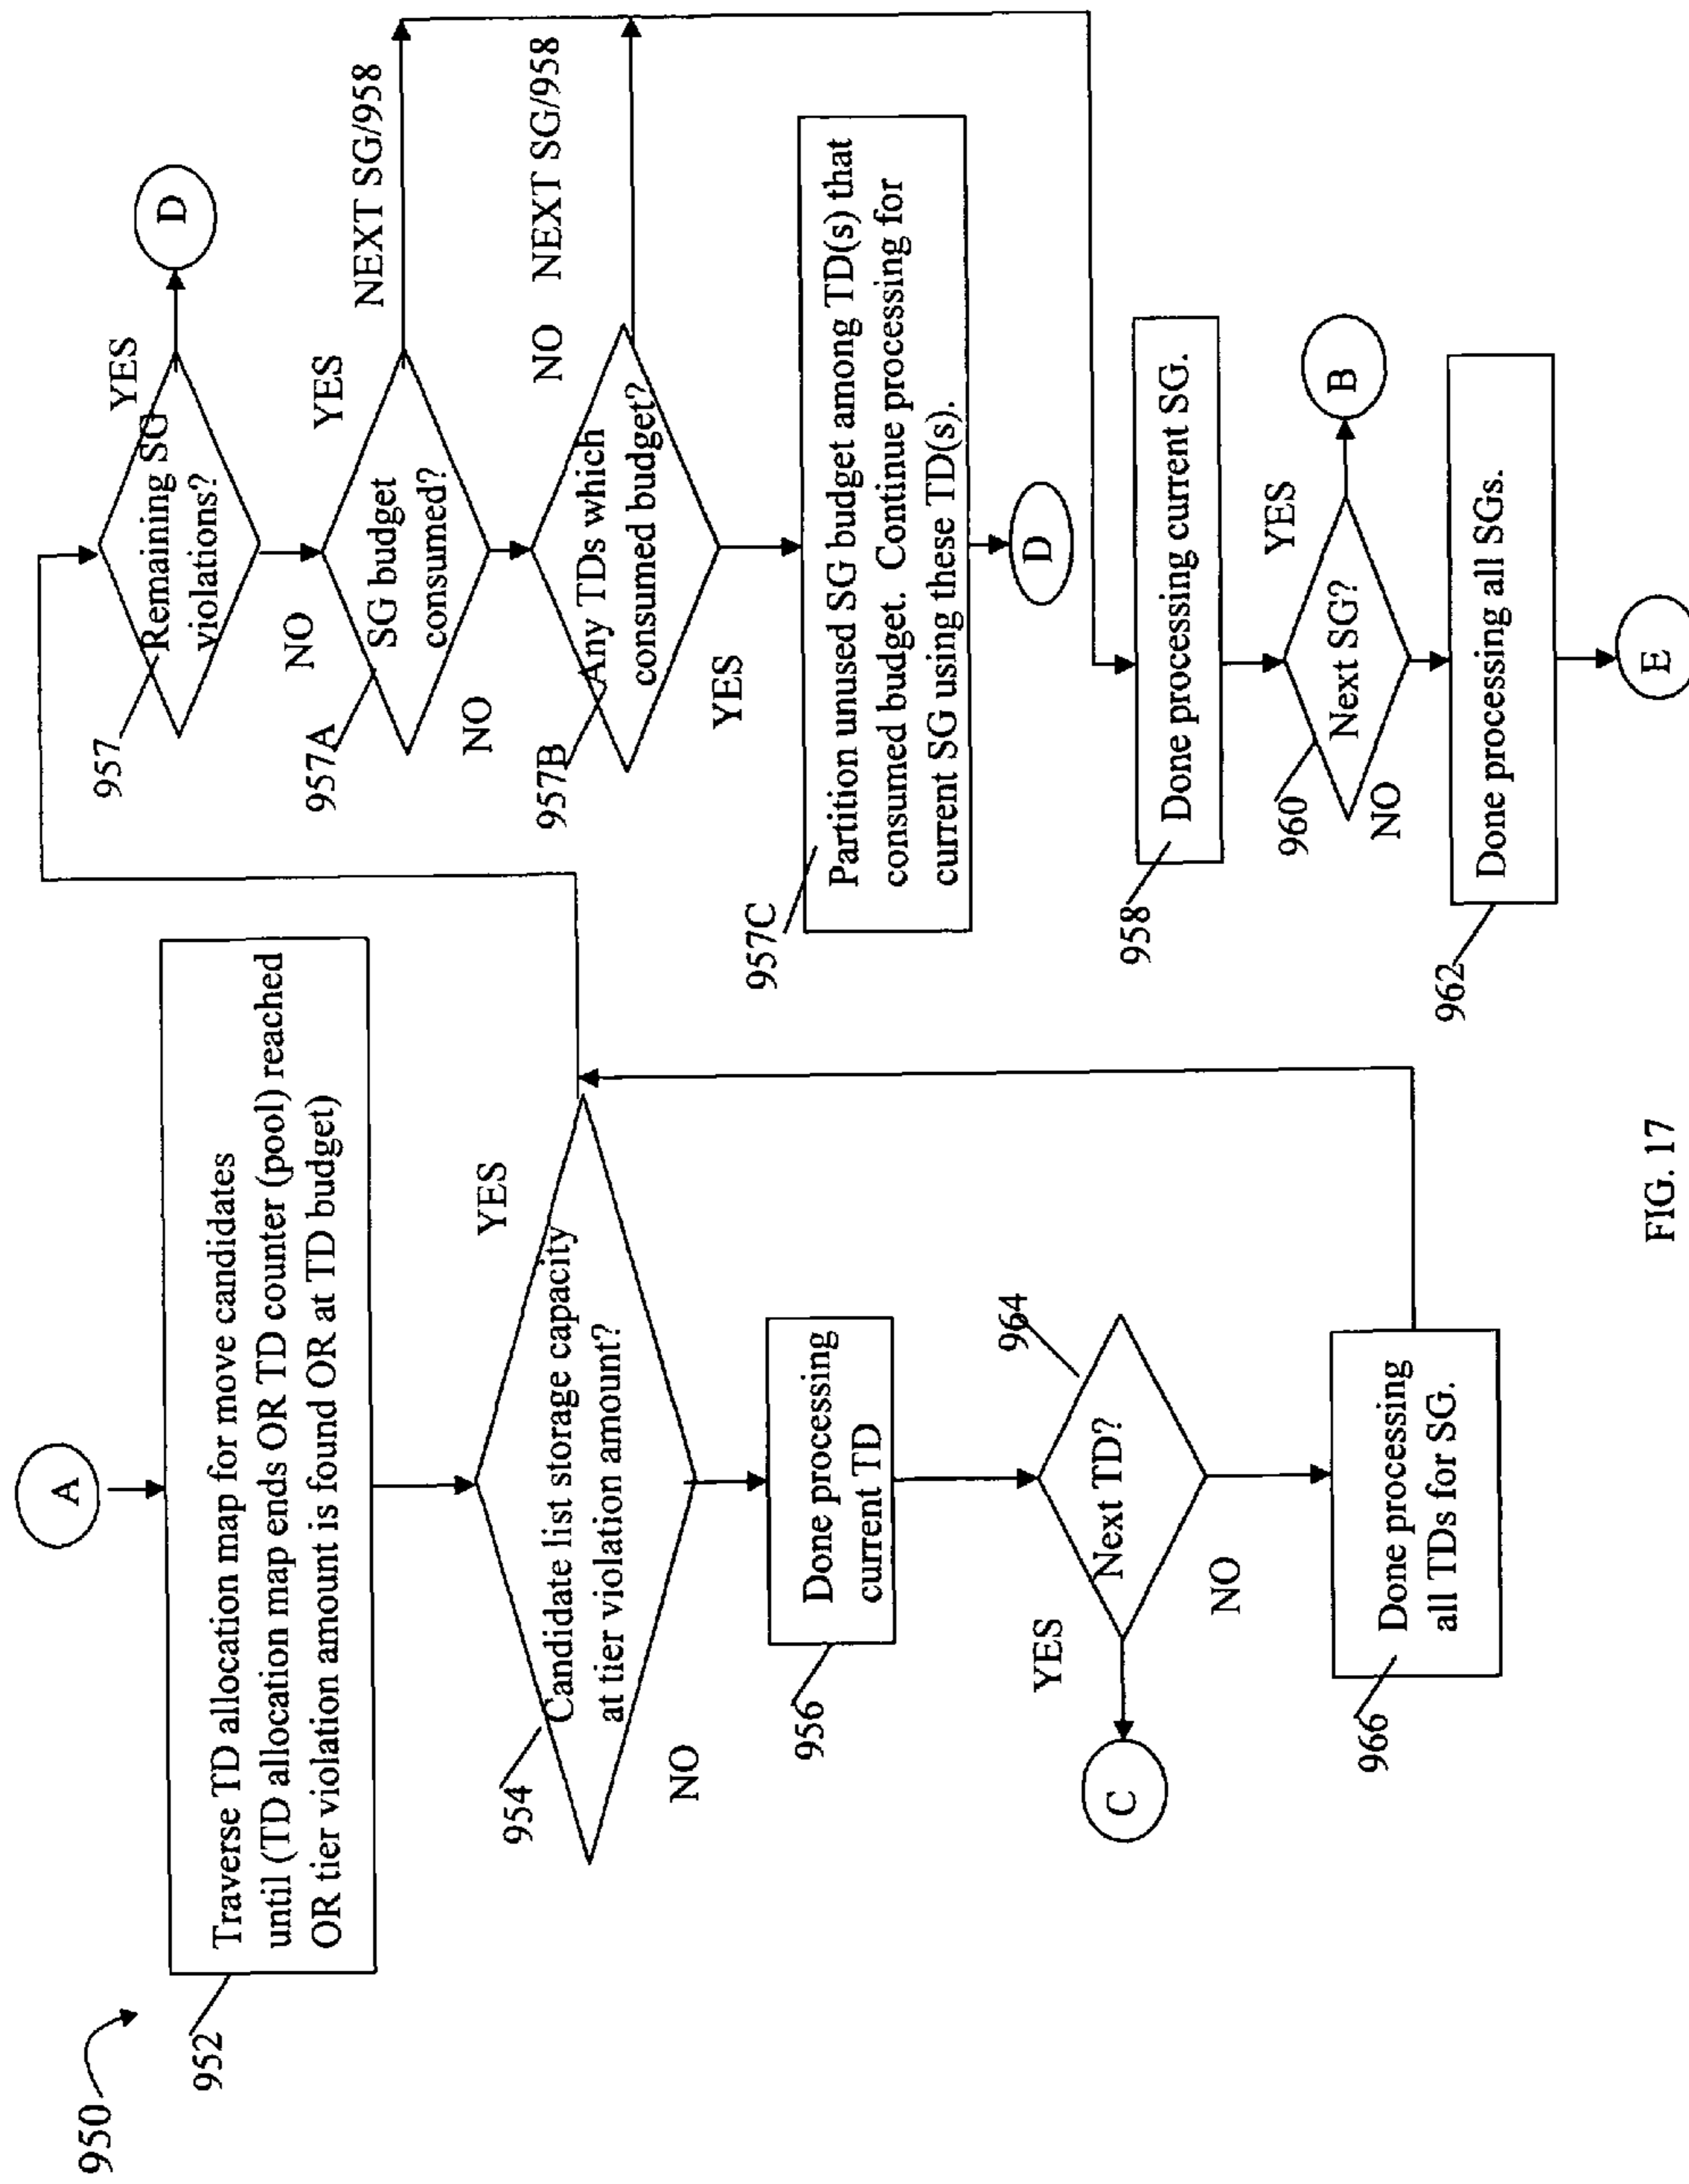 950
A
952
Traverse TD allocation map for move candidates
until (TD allocation map ends OR TD counter (pool) reached
OR tier violation amount is found OR at TD budget)
954
Candidate list storage capacity
at tier violation amount?
YES
NO
956
Done processing
current TD
964
Next TD?
YES
C
NO
966
Done processing
all TDs for SG.
957
Remaining SG
violations?
YES
D
NO
957A
SG budget
consumed?
YES
NEXT SG/958
NO
957B
Any TDs which
consumed budget?
NO NEXT SG/958
YES
957C
Partition unused SG budget among TD(s) that
consumed budget. Continue processing for
current SG using these TD(s).
D
958
Done processing current SG.
960
Next SG?
YES
B
NO
962
Done processing all SGs.
E
FIG. 17